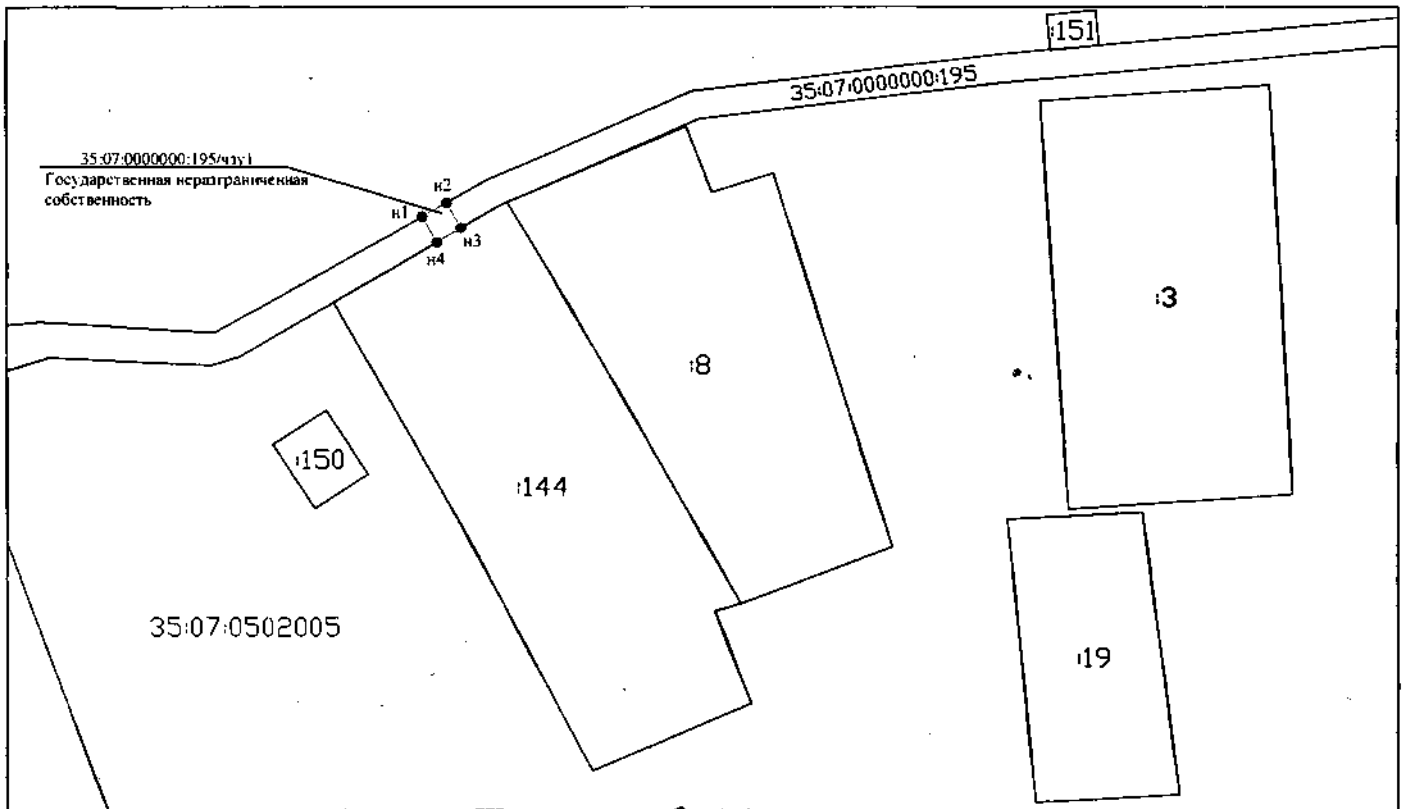 :151
35:07:0000000:195
35:07:0000000:195/чзу1
Государственная неразграниченная
собственность
н2
н1
н3
н4
:3
:8
:150
:144
35:07:0502005
:19